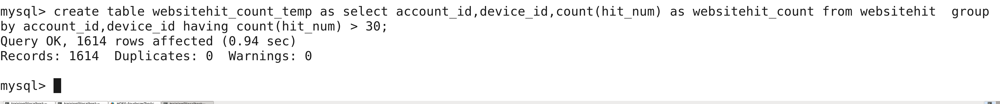 mysql> create table websitehit_count_temp as select account_id,device_id,count(hit_num) as websitehit_count from websitehit  group
by account_id,device_id having count(hit_num) > 30;
Query OK, 1614 rows affected (0.94 sec)
Records: 1614  Duplicates: 0  Warnings: 0
mysql>
training@localhost:~ training@localhost:~ HDFS:/loudacre/TopAc... training@localhost:~